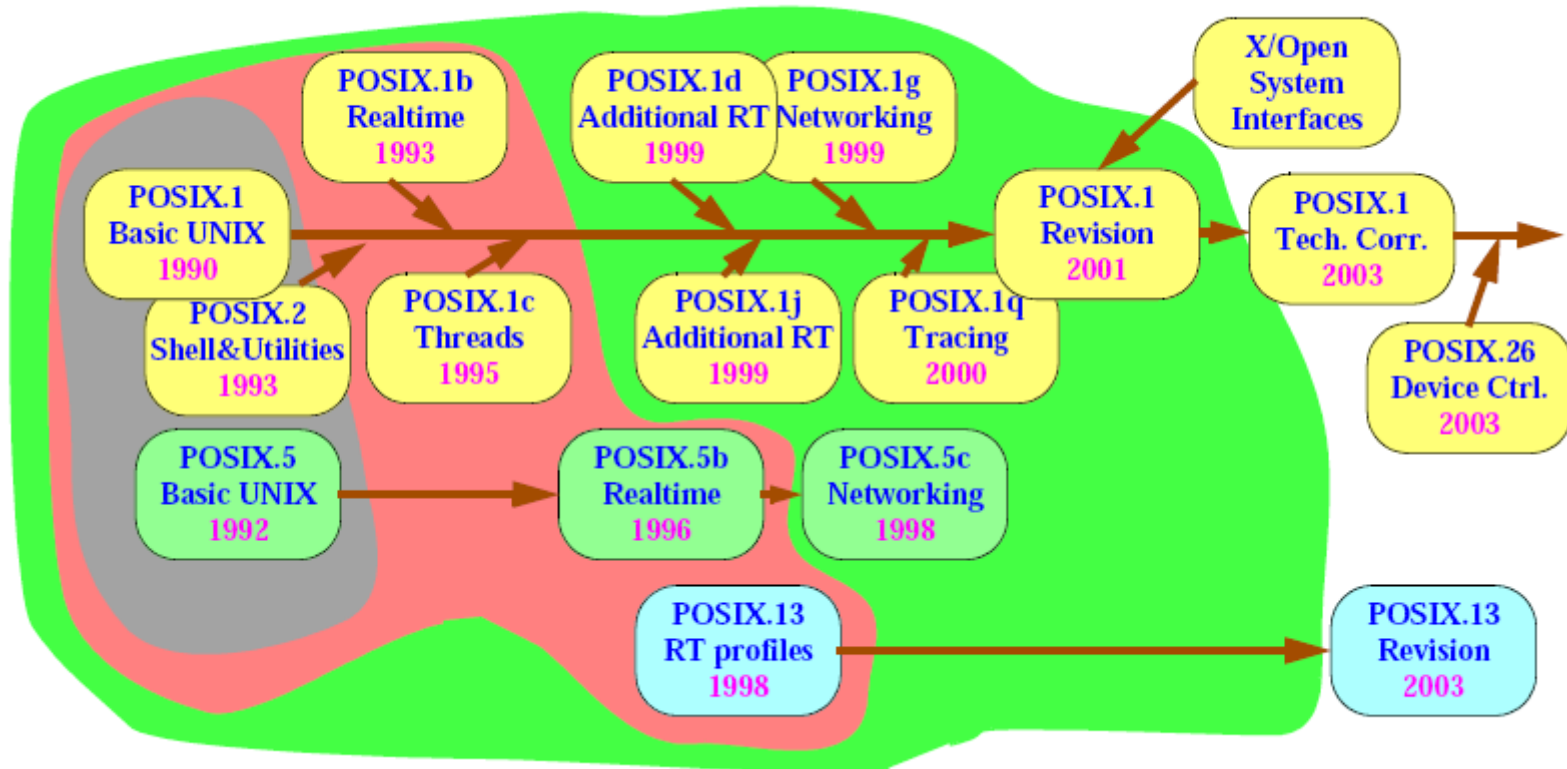 POSIX.1b
Realtime
1993
POSIX.1d
Additional RT
1999
POSIX.1g
Networking
1999
X/Open
System
Interfaces
POSIX.1
Basic UNIX
1990
POSIX.1
Revision
2001
POSIX.1
Tech. Corr.
2003
POSIX.2
Shell&Utilities
1993
POSIX.1c
Threads
1995
POSIX.1j
Additional RT
1999
POSIX.1q
Tracing
2000
POSIX.26
Device Ctrl.
2003
POSIX.5
Basic UNIX
1992
POSIX.5b
Realtime
1996
POSIX.5c
Networking
1998
POSIX.13
RT profiles
1998
POSIX.13
Revision
2003